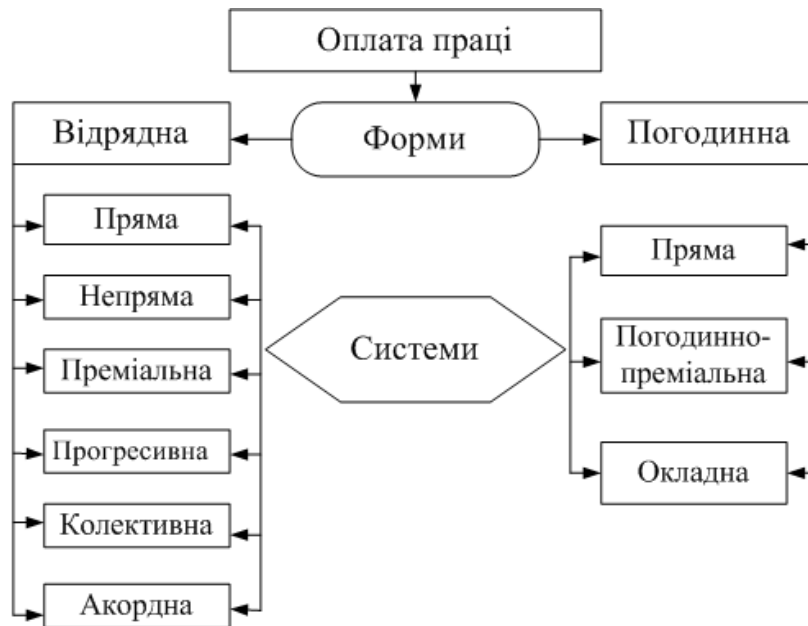 Оплата праці
Відрядна
Форми
Погодинна
Пряма
Непряма
Преміальна
Прогресивна
Колективна
Акордна
Системи
Пряма
Погодинно-
преміальна
Окладна